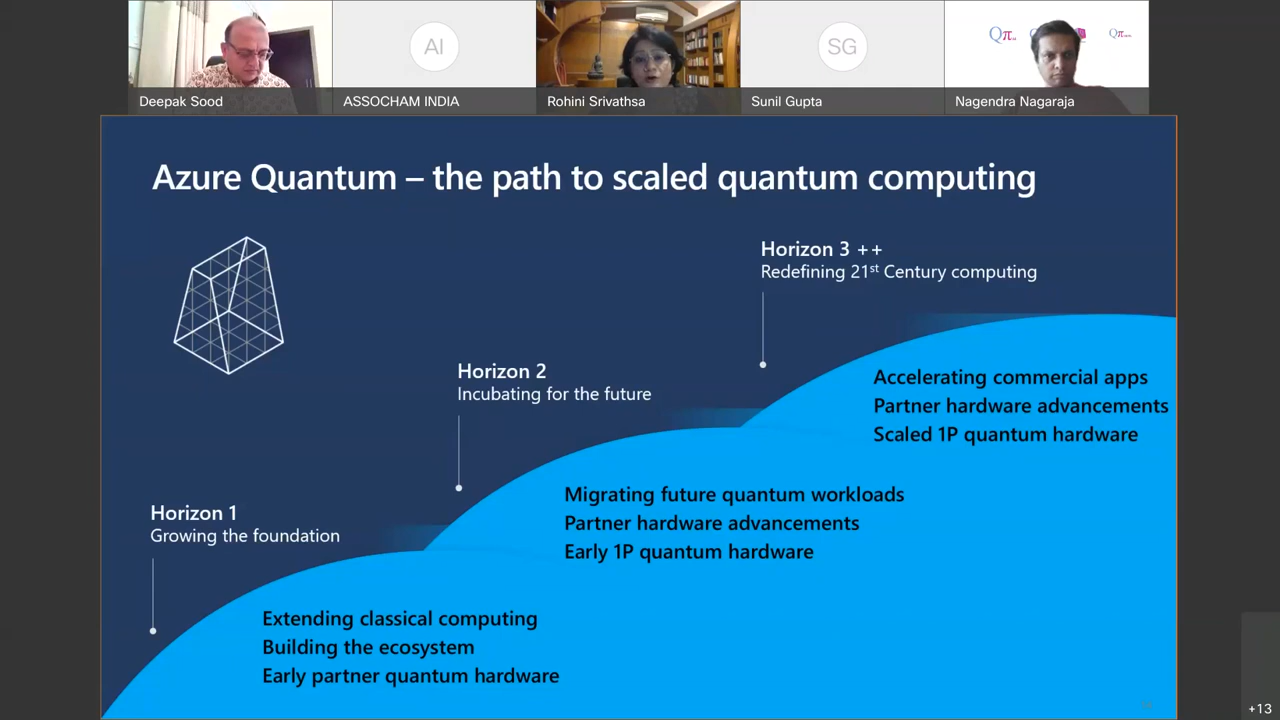 AI
SG
Qπ
Qπ
Deepak Sood
ASSOCHAM INDIA
Rohini Srivathsa
Sunil Gupta
Nagendra Nagaraja
Azure Quantum – the path to scaled quantum computing
Horizon 3 ++
Redefining 21st Century computing
Accelerating commercial apps
Partner hardware advancements
Scaled 1P quantum hardware
Horizon 2
Incubating for the future
Migrating future quantum workloads
Partner hardware advancements
Early 1P quantum hardware
Horizon 1
Growing the foundation
Extending classical computing
Building the ecosystem
Early partner quantum hardware
+13